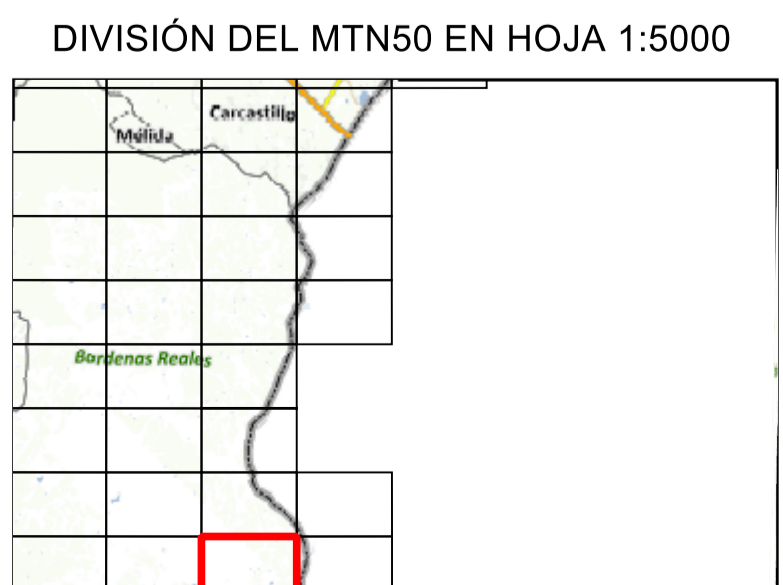 DIVISIÓN DEL MTN50 EN HOJA 1:5000
Carcastillo
Mélida
Bardenas Reales